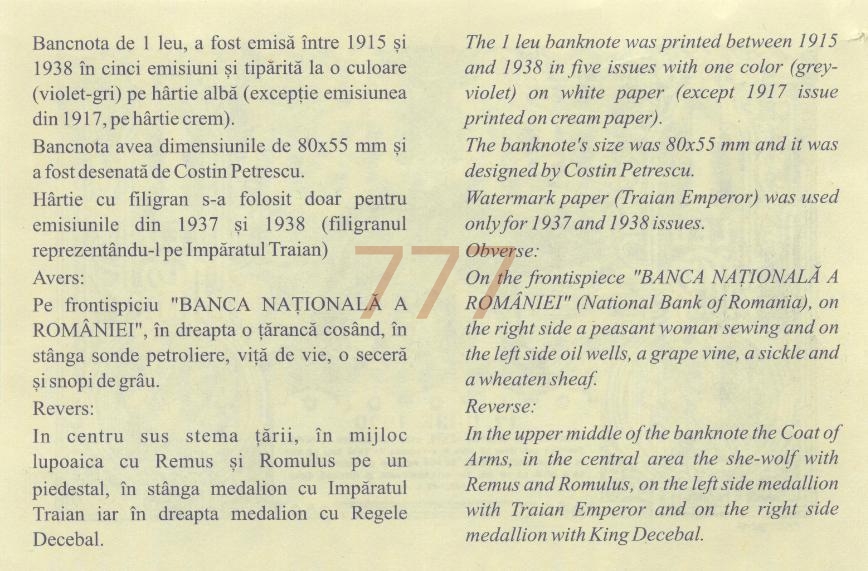 Bancnota de 1 leu, a fost emisă între 1915 și
1938 în cinci emisiuni și tipărită la o culoare
(violet-gri) pe hârtie albă (excepție emisiunea
din 1917, pe hârtie crem).
Bancnota avea dimensiunile de 80x55 mm și
a fost desenată de Costin Petrescu.
Hârtie cu filigran s-a folosit doar pentru
emisiunile din 1937 și 1938 (filigranul
reprezentându-l pe Impăratul Traian)
Avers:
Pe frontispiciu "BANCA NAȚIONALĂ A
ROMÂNIEI", în dreapta o țărancă cosând, în
stânga sonde petroliere, viță de vie, o seceră
și snopi de grâu.
Revers:
In centru sus stema țării, în mijloc
lupoaica cu Remus și Romulus pe un
piedestal, în stânga medalion cu Impăratul
Traian iar în dreapta medalion cu Regele
Decebal.
The 1 leu banknote was printed between 1915
and 1938 in five issues with one color (grey-
violet) on white paper (except 1917 issue
printed on cream paper).
The banknote's size was 80x55 mm and it was
designed by Costin Petrescu.
Watermark paper (Traian Emperor) was used
only for 1937 and 1938 issues.
Obverse:
On the frontispiece "BANCA NAȚIONALĂ A
ROMÂNIEI" (National Bank of Romania), on
the right side a peasant woman sewing and on
the left side oil wells, a grape vine, a sickle and
a wheaten sheaf.
Reverse:
In the upper middle of the banknote the Coat of
Arms, in the central area the she-wolf with
Remus and Romulus, on the left side medallion
with Traian Emperor and on the right side
medallion with King Decebal.
777